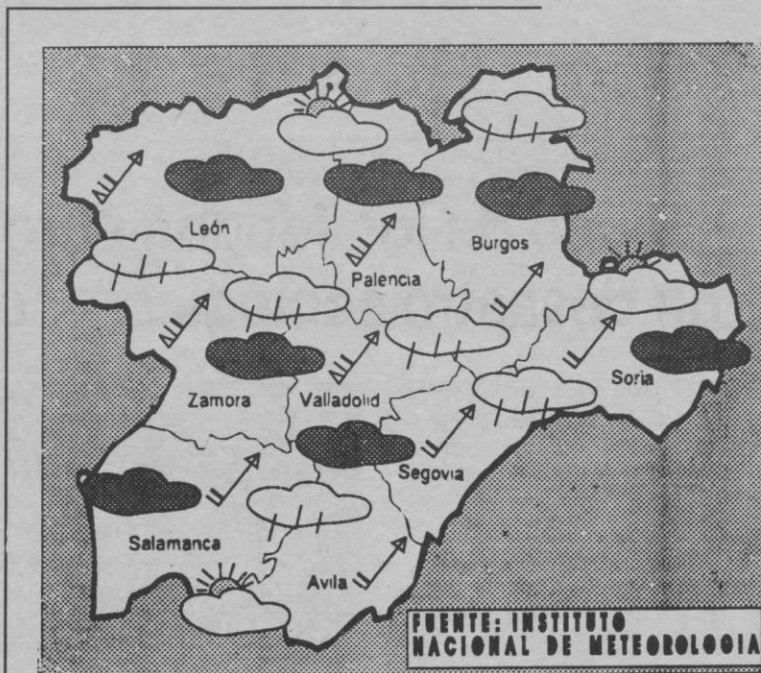 León
Burgos
Palencia
Soria
Zamora
Valladolid
Segovia
Salamanca
Avila
FUENTE: INSTITUTO
NACIONAL DE METEOROLOGIA